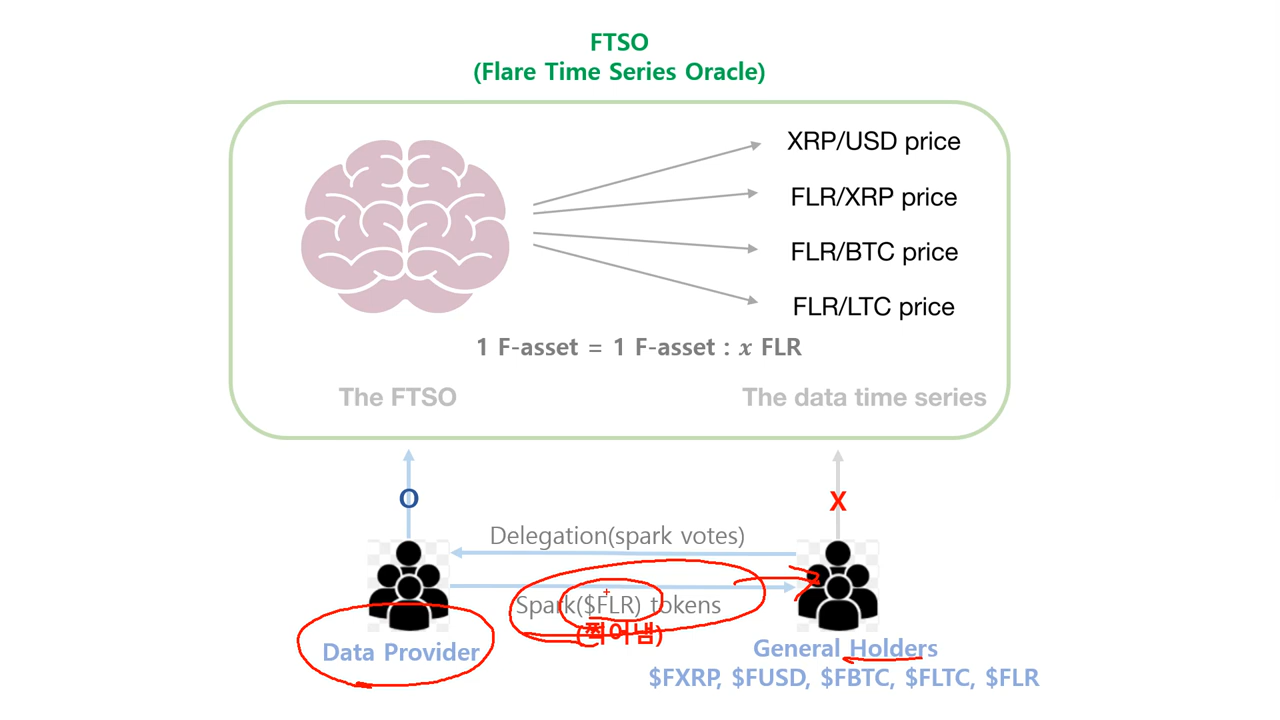 FTSO
(Flare Time Series Oracle)
XRP/USD price
FLR/XRP price
FLR/BTC price
FLR/LTC price
1 F-asset = 1 F-asset : x FLR
The FTSO
The data time series
O
X
Delegation(spark votes)
Spark($FLR) tokens
(찍어냄)
Data Provider
General Holders
$FXRP, $FUSD, $FBTC, $FLTC, $FLR